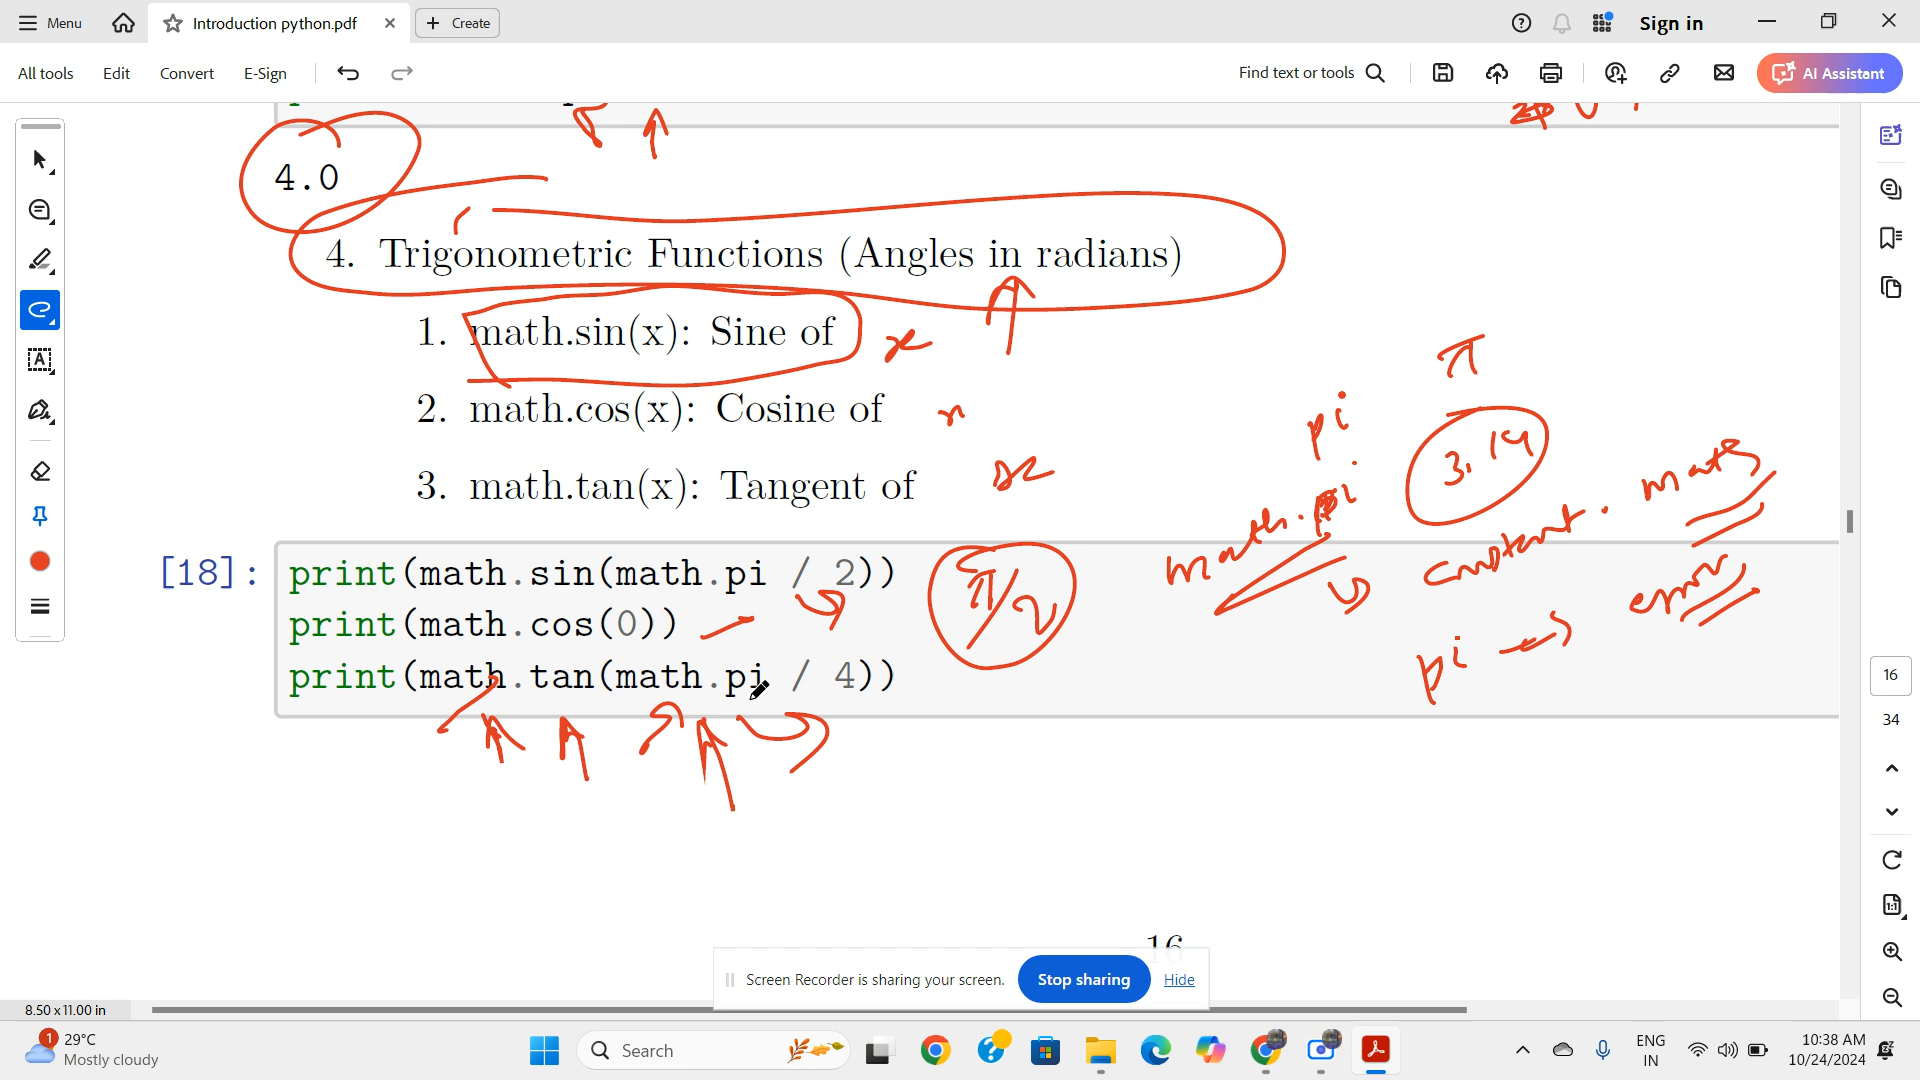 Menu
Introduction python.pdf
Create
Sign in
All tools
Edit
Convert
E-Sign
Find text or tools
AI Assistant
4.0
4. Trigonometric Functions (Angles in radians)
1. math.sin(x): Sine of x
2. math.cos(x): Cosine of x
3. math.tan(x): Tangent of x
π
pi
3.14
math.pi
constant. math
error
pi
[18]: print(math.sin(math.pi / 2))
π/2
print(math.cos(0))
print(math.tan(math.pi / 4))
16
16
34
Screen Recorder is sharing your screen.
Stop sharing
Hide
8.50 x 11.00 in
1
29°C
Mostly cloudy
Search
ENG
IN
10:38 AM
10/24/2024